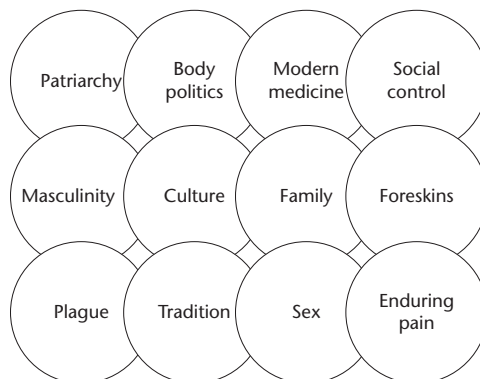 Patriarchy
Body
politics
Modern
medicine
Social
control
Masculinity
Culture
Family
Foreskins
Plague
Tradition
Sex
Enduring
pain